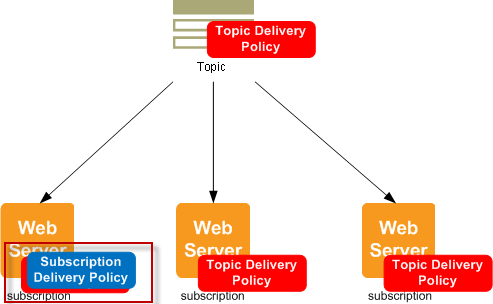 Topic Delivery
Policy
Topic
Web
Server
Subscription
Delivery Policy
subscription
Web
Server
Topic Delivery
Policy
subscription
Web
Server
Topic Delivery
Policy
subscription